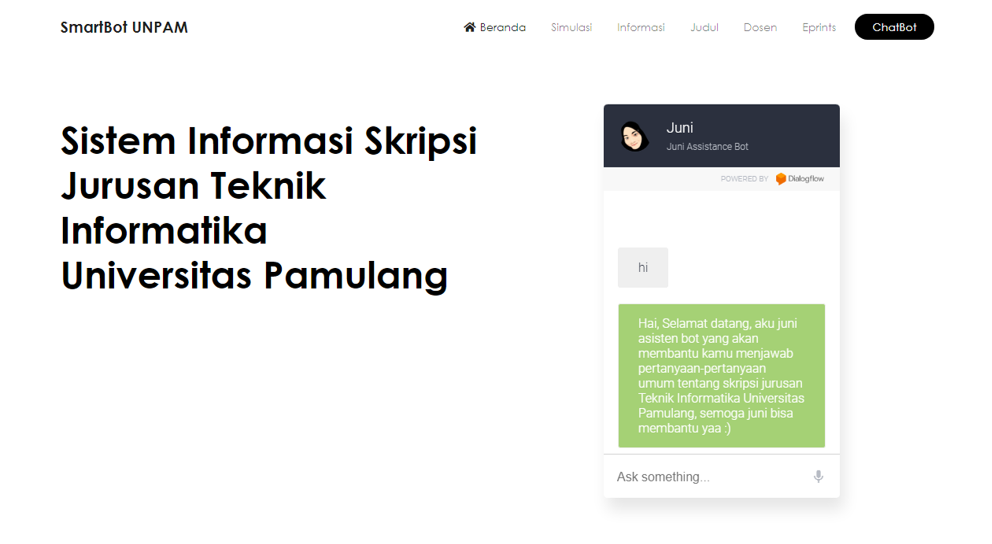 SmartBot UNPAM
Beranda
Simulasi
Informasi
Judul
Dosen
Eprints
ChatBot
Sistem Informasi Skripsi
Jurusan Teknik
Informatika
Universitas Pamulang
Juni
Juni Assistance Bot
POWERED BY Dialogflow
hi
Hai, Selamat datang, aku juni
asisten bot yang akan
membantu kamu menjawab
pertanyaan-pertanyaan
umum tentang skripsi jurusan
Teknik Informatika Universitas
Pamulang, semoga juni bisa
membantu yaa :)
Ask something...